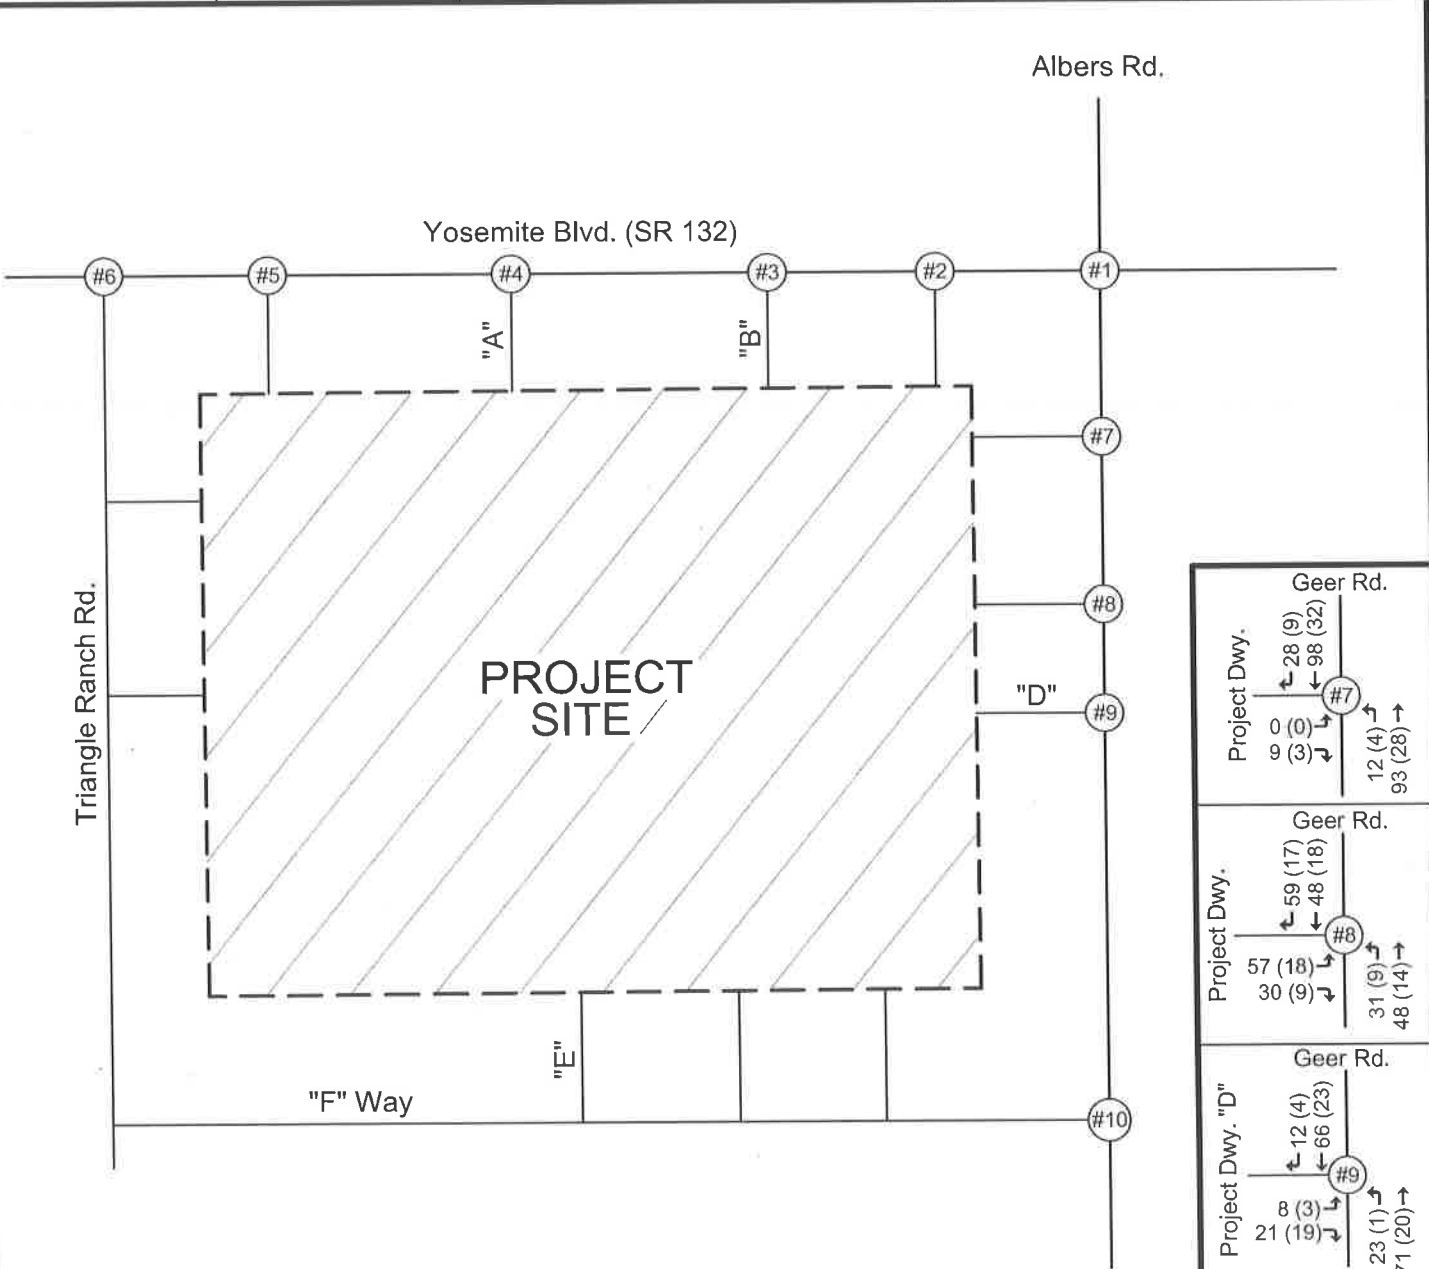 Albers Rd.
Yosemite Blvd. (SR 132)
#6
#5
#4
#3
#2
#1
"A"
"B"
#7
#8
"D"
#9
Triangle Ranch Rd.
PROJECT
SITE
"E"
"F" Way
#10
Geer Rd.
Project Dwy.
28 (9)
98 (32)
#7
0 (0)
9 (3)
12 (4)
93 (28)
Geer Rd.
Project Dwy.
59 (17)
48 (18)
#8
57 (18)
30 (9)
31 (9)
48 (14)
Geer Rd.
Project Dwy. "D"
12 (4)
66 (23)
#9
8 (3)
21 (19)
23 (1)
71 (20)